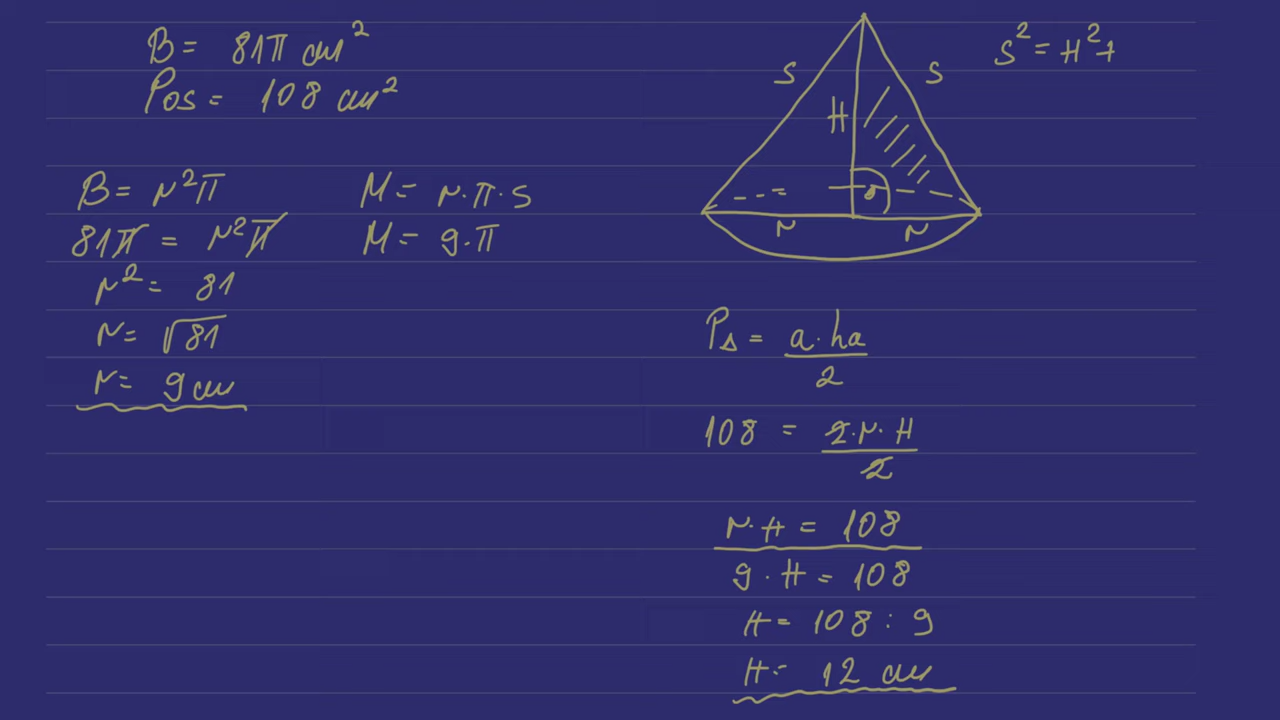 B = 81π cm²
Pos = 108 cm²
B = r²π
81π = r²π
r² = 81
r = √81
r = 9 cm
M = r·π·s
M = 9·π
s
s
H
r
r
s² = H² +
P△ = a·ha / 2
108 = 2·r·H / 2
r·H = 108
9·H = 108
H = 108 : 9
H = 12 cm